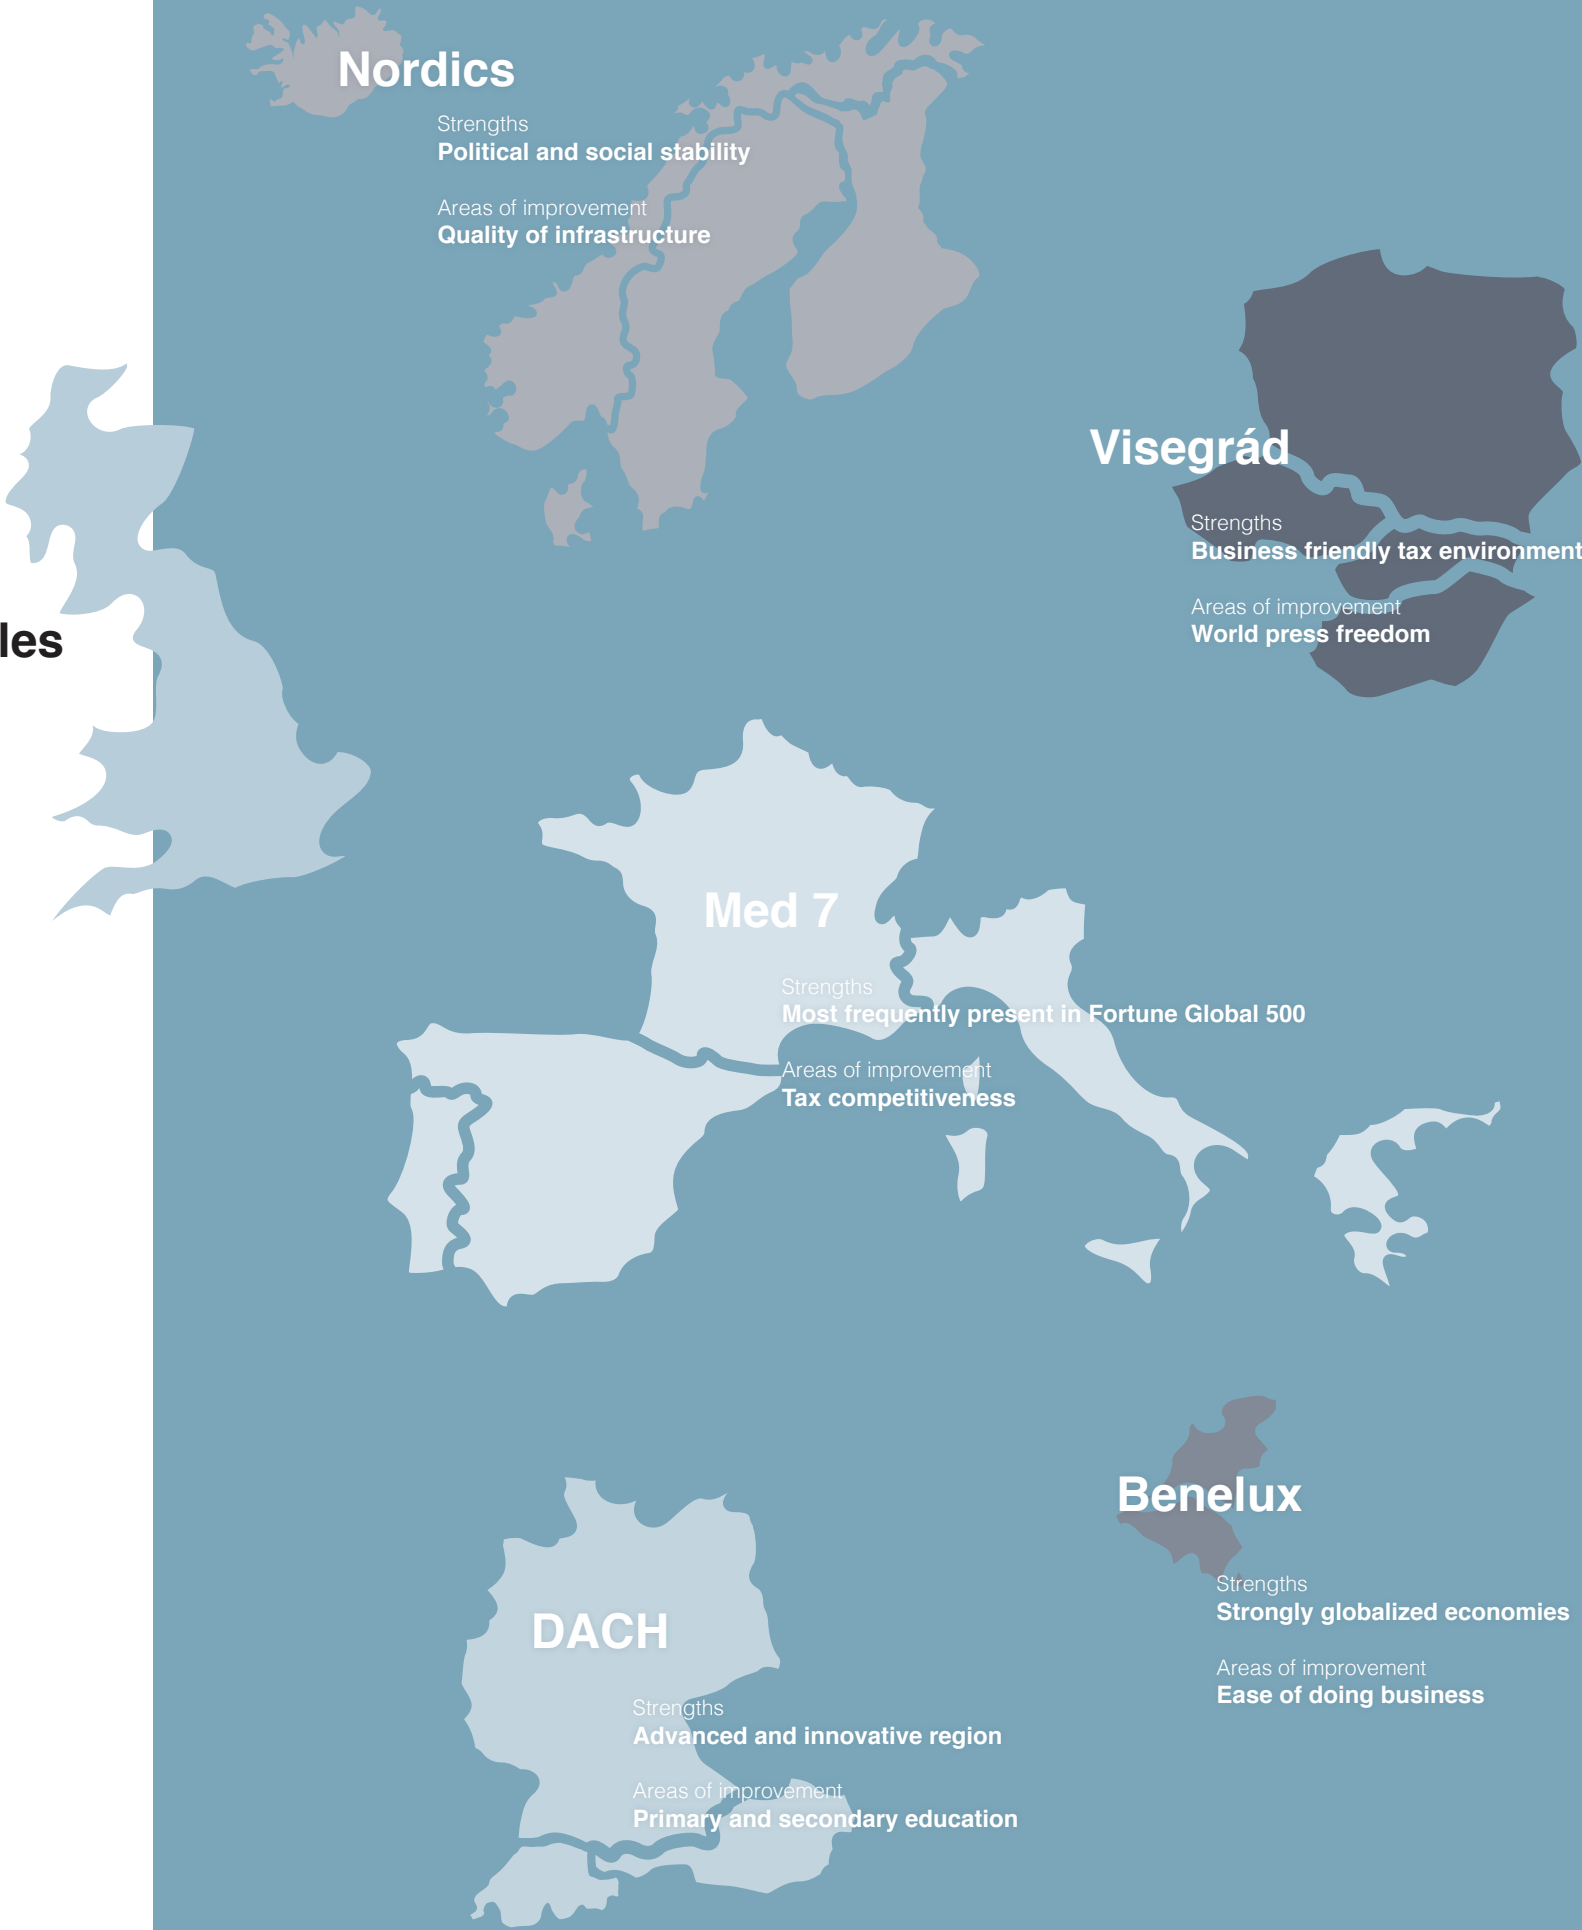 Nordics
Strengths
Political and social stability
Areas of improvement
Quality of infrastructure
Visegrád
Strengths
Business friendly tax environment
Areas of improvement
World press freedom
les
Med 7
Strengths
Most frequently present in Fortune Global 500
Areas of improvement
Tax competitiveness
Benelux
Strengths
Strongly globalized economies
Areas of improvement
Ease of doing business
DACH
Strengths
Advanced and innovative region
Areas of improvement
Primary and secondary education